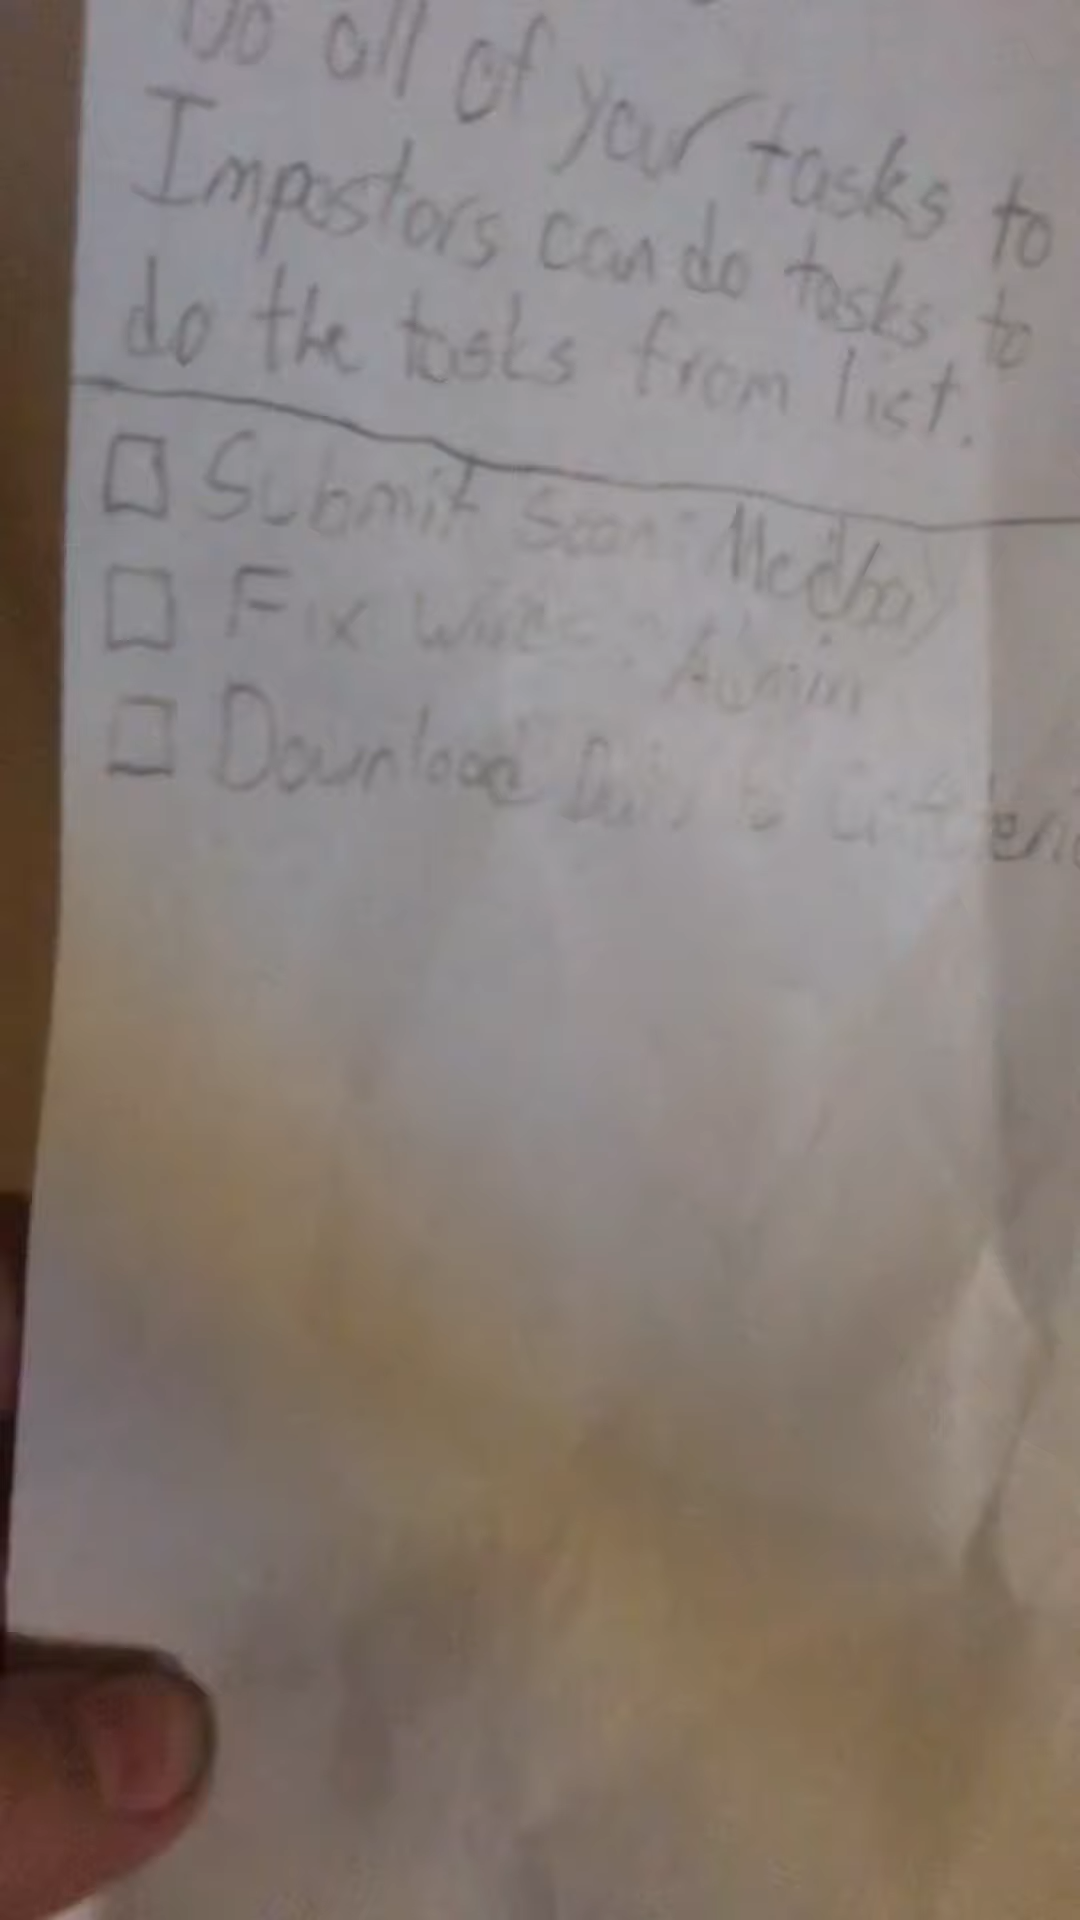 Do all of your tasks to
Impostors can do tasks to
do the tasks from list.
Submit Scan: Medbay
Fix Wires: Admin
Download